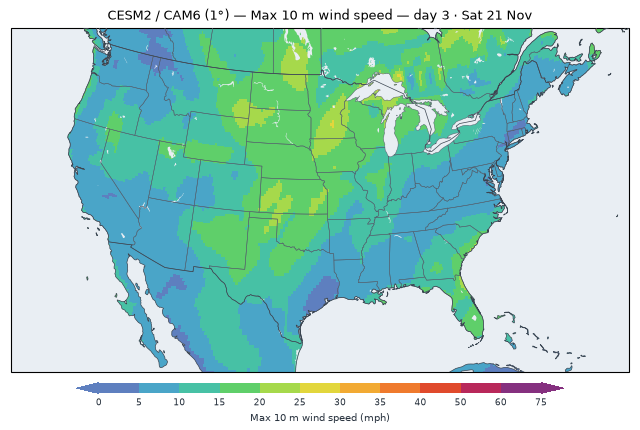 CESM2 / CAM6 (1°) — Max 10 m wind speed — day 3 · Sat 21 Nov
0 5 10 15 20 25 30 35 40 50 60 75
Max 10 m wind speed (mph)